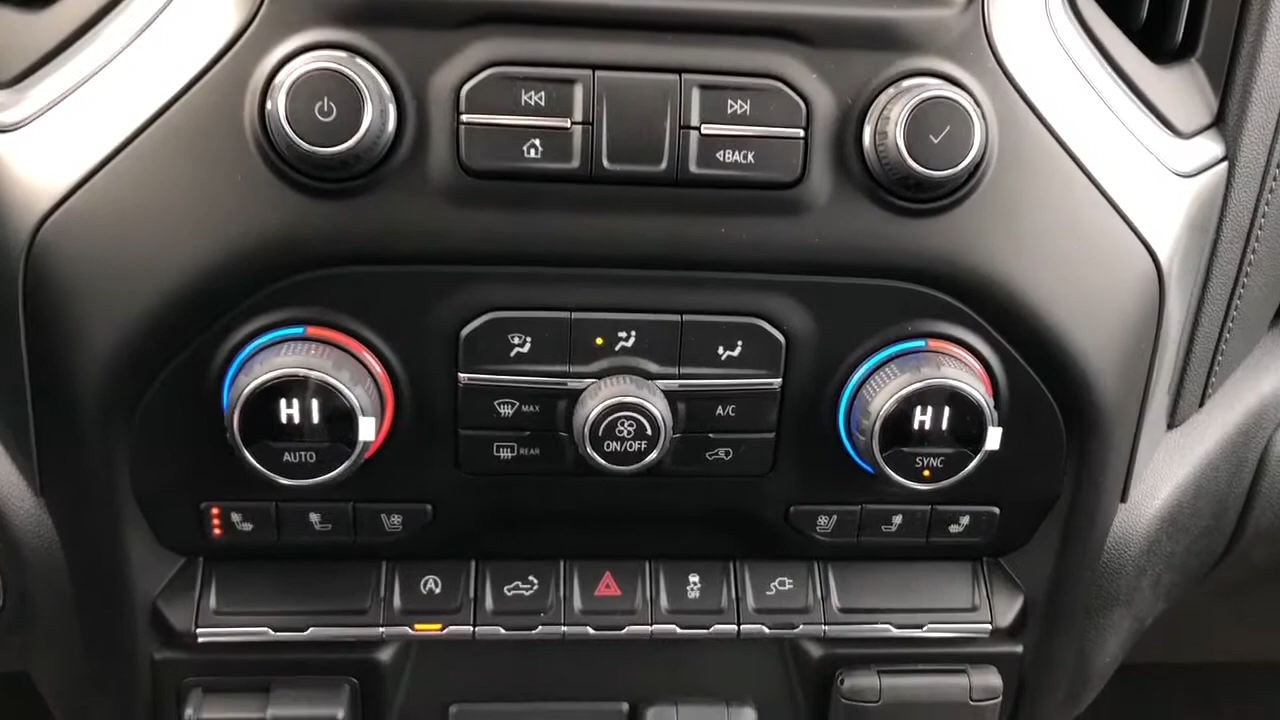 BACK
HI
HI
AUTO
MAX
REAR
ON/OFF
A/C
SYNC
OFF